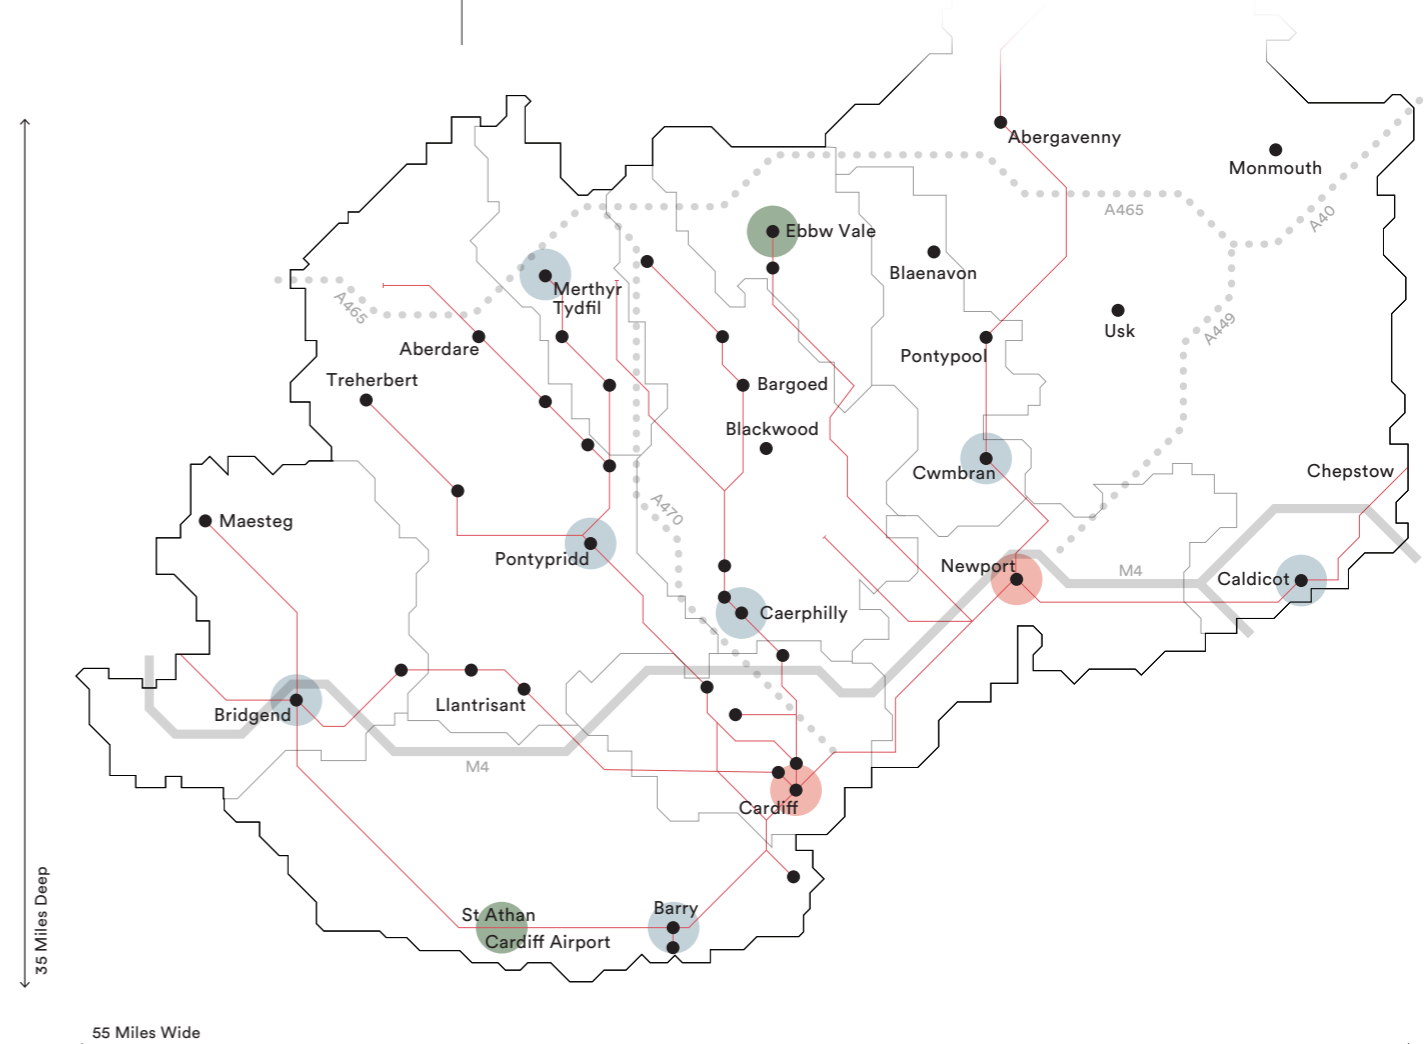 Abergavenny
Monmouth
A465
A40
Ebbw Vale
Blaenavon
Merthyr
Tydfil
A465
Usk
A449
Aberdare
Pontypool
Treherbert
Bargoed
Blackwood
Cwmbran
Chepstow
A470
Maesteg
Pontypridd
Newport
M4
Caldicot
Caerphilly
Llantrisant
Bridgend
M4
Cardiff
St Athan
Barry
Cardiff Airport
35 Miles Deep
55 Miles Wide